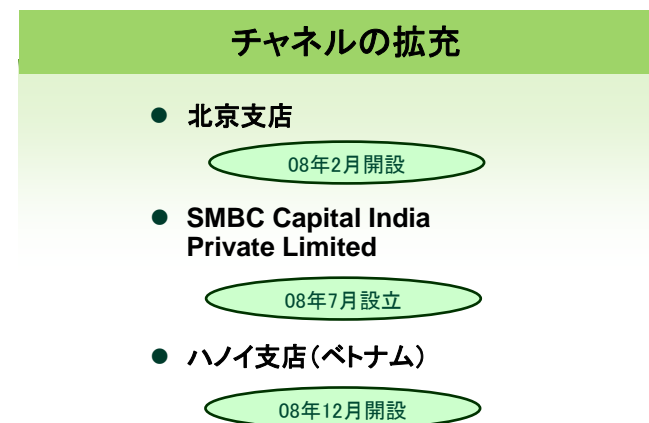 チャネルの拡充
● 北京支店
08年2月開設
● SMBC Capital India
Private Limited
08年7月設立
● ハノイ支店(ベトナム)
08年12月開設